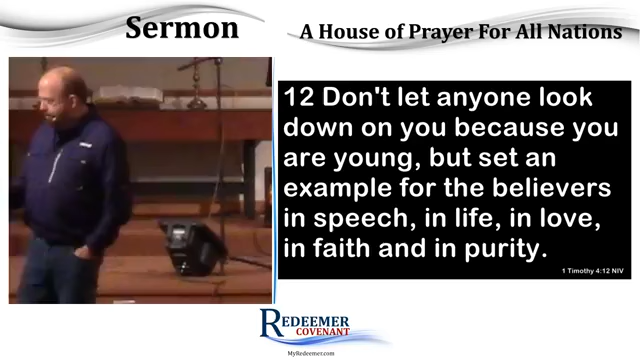 Sermon
A House of Prayer For All Nations
12 Don't let anyone look
down on you because you
are young, but set an
example for the believers
in speech, in life, in love,
in faith and in purity.
1 Timothy 4:12 NIV
REDEEMER
COVENANT
MyRedeemer.com